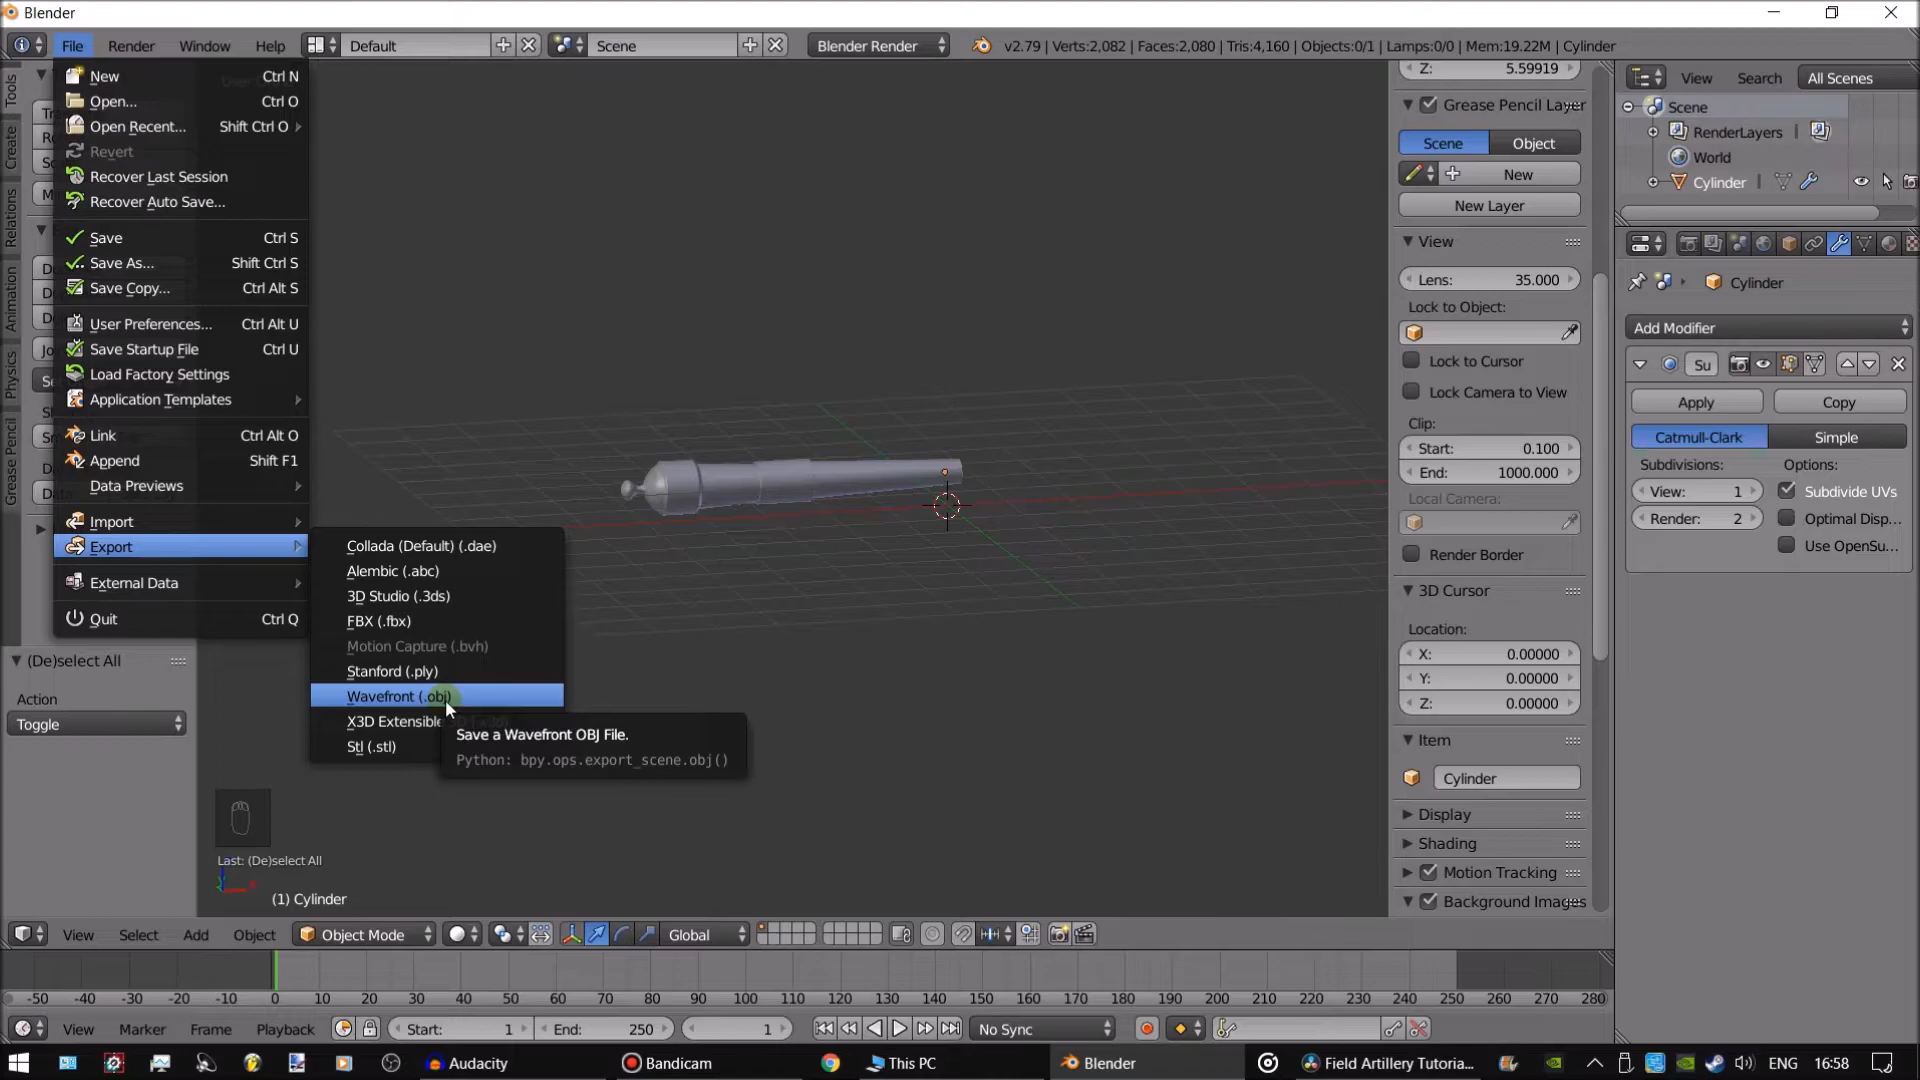 Blender
File Render Window Help Default Scene Blender Render v2.79 | Verts:2,082 | Faces:2,080 | Tris:4,160 | Objects:0/1 | Lamps:0/0 | Mem:19.22M | Cylinder
New Ctrl N
Open... Ctrl O
Open Recent... Shift Ctrl O
Revert
Recover Last Session
Recover Auto Save...
Save Ctrl S
Save As... Shift Ctrl S
Save Copy... Ctrl Alt S
User Preferences... Ctrl Alt U
Save Startup File Ctrl U
Load Factory Settings
Application Templates
Link Ctrl Alt O
Append Shift F1
Data Previews
Import
Export
External Data
Quit Ctrl Q
Tools
Create
Relations
Animation
Physics
Grease Pencil
Collada (Default) (.dae)
Alembic (.abc)
3D Studio (.3ds)
FBX (.fbx)
Motion Capture (.bvh)
Stanford (.ply)
Wavefront (.obj)
X3D Extensible
Stl (.stl)
Save a Wavefront OBJ File.
Python: bpy.ops.export_scene.obj()
(De)select All
Action
Toggle
Last: (De)select All
(1) Cylinder
Z: 5.59919
Grease Pencil Layer
Scene Object
New
New Layer
View
Lens: 35.000
Lock to Object:
Lock to Cursor
Lock Camera to View
Clip:
Start: 0.100
End: 1000.000
Local Camera:
Render Border
3D Cursor
Location:
X: 0.00000
Y: 0.00000
Z: 0.00000
Item
Cylinder
Display
Shading
Motion Tracking
Background Images
View Search All Scenes
Scene
RenderLayers
World
Cylinder
Cylinder
Add Modifier
Su
Apply Copy
Catmull-Clark Simple
Subdivisions: Options:
View: 1 Subdivide UVs
Render: 2 Optimal Disp...
Use OpenSu...
View Select Add Object Object Mode Global
-50 -40 -30 -20 -10 0 10 20 30 40 50 60 70 80 90 100 110 120 130 140 150 160 170 180 190 200 210 220 230 240 250 260 270 280
View Marker Frame Playback Start: 1 End: 250 1 No Sync
Audacity Bandicam This PC Blender Field Artillery Tutoria... ENG 16:58